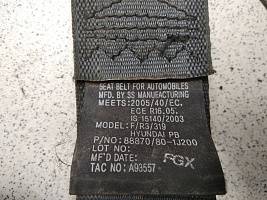 SEAT BELT FOR AUTOMOBILES
MFD. BY SS MANUFACTURING
MEETS:2005/40/EC.
ECE R16.05.
IS 15140/2003
MODEL:F/R3/319
HYUNDAI PB
P/NO:88870/80-1J200
LOT NO:
MF'D DATE: FGX
TAC NO: A93557